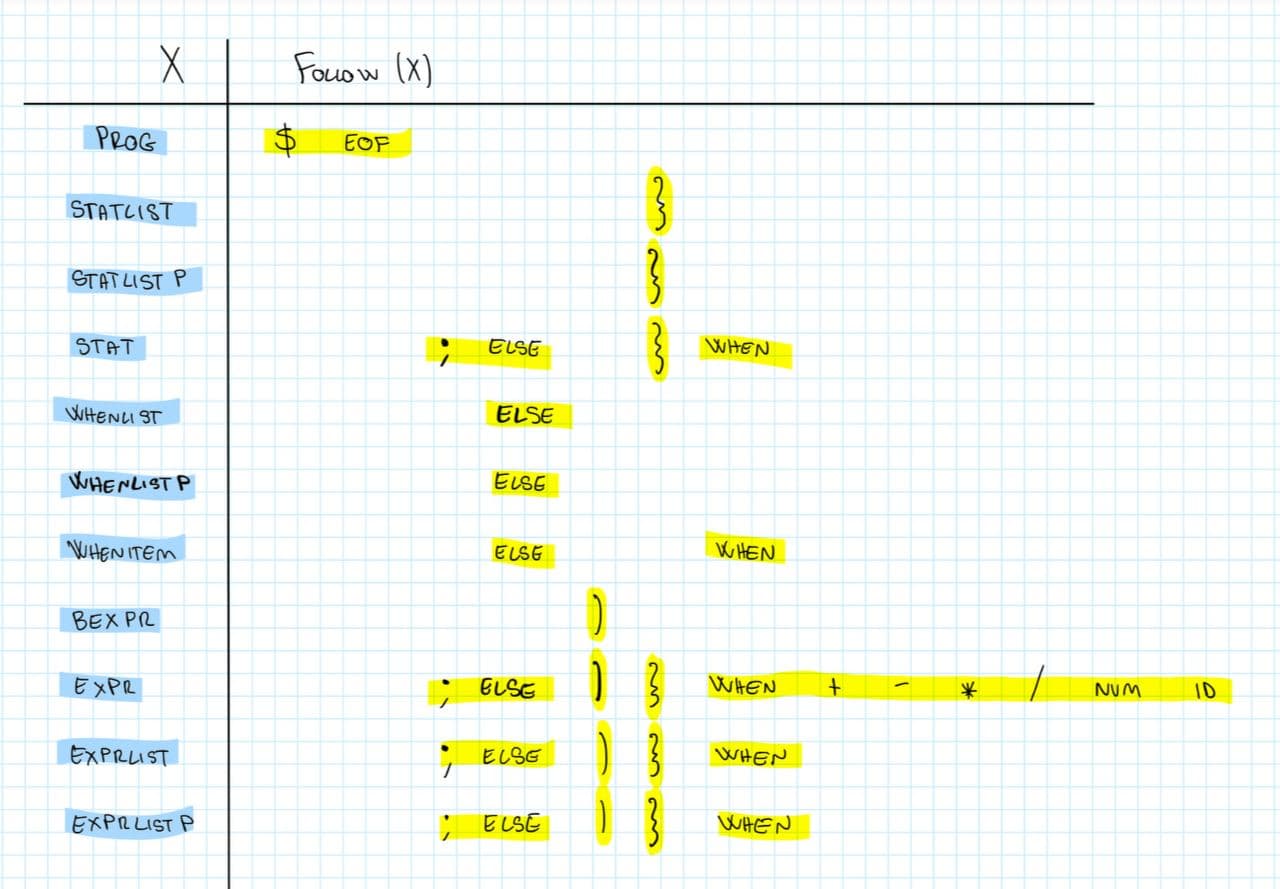 X Follow (X)
PROG $ EOF
STATLIST }
STATLIST P }
STAT ; ELSE } WHEN
WHENLIST ELSE
WHENLIST P ELSE
WHENITEM ELSE WHEN
BEXPR )
EXPR ; ELSE ) } WHEN + - * / NUM ID
EXPRLIST ; ELSE ) } WHEN
EXPRLIST P ; ELSE ) } WHEN